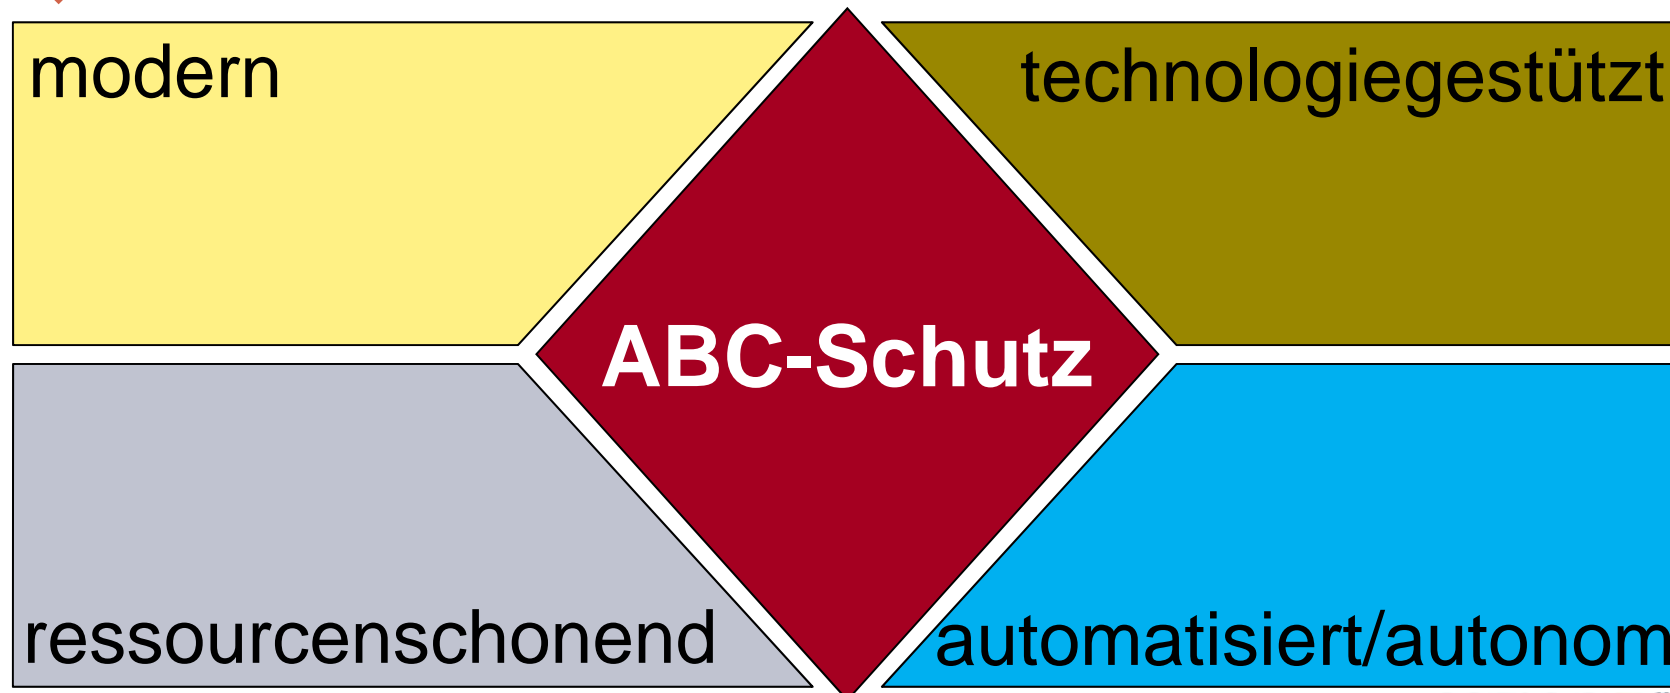 modern
technologiegestützt
ABC-Schutz
ressourcenschonend
automatisiert/autonom